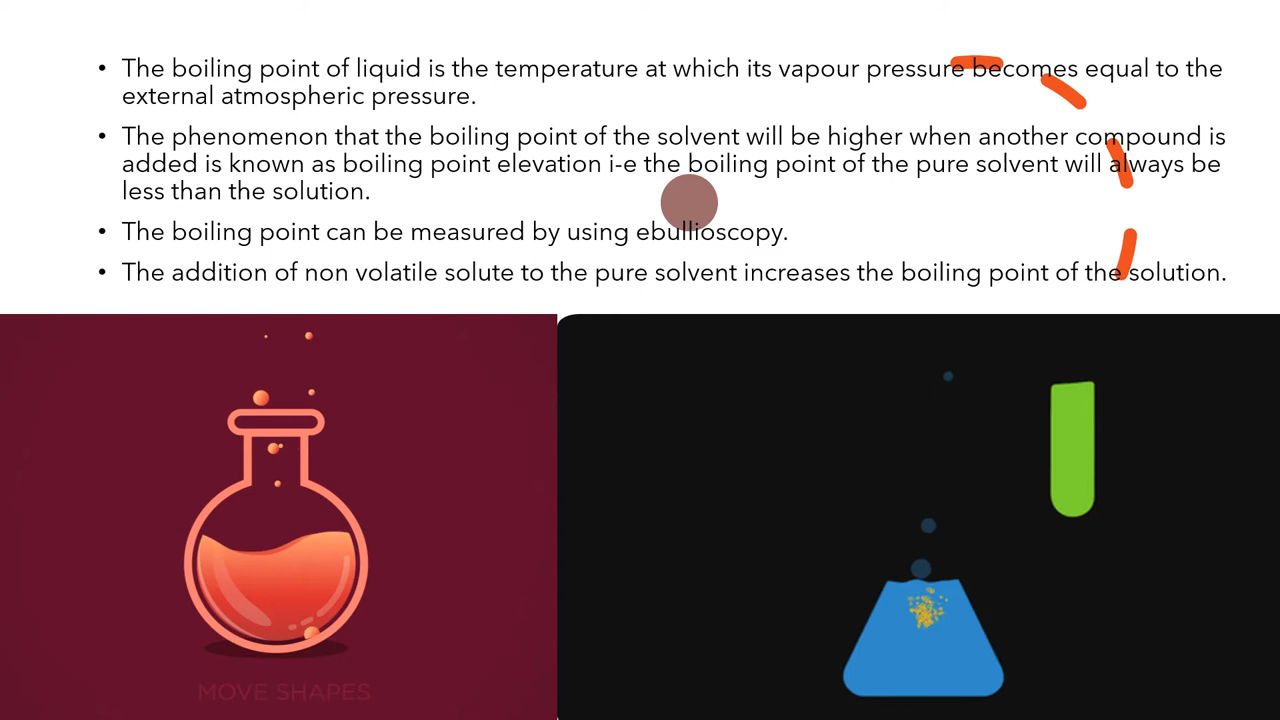 • The boiling point of liquid is the temperature at which its vapour pressure becomes equal to the
external atmospheric pressure.
• The phenomenon that the boiling point of the solvent will be higher when another compound is
added is known as boiling point elevation i-e the boiling point of the pure solvent will always be
less than the solution.
• The boiling point can be measured by using ebullioscopy.
• The addition of non volatile solute to the pure solvent increases the boiling point of the solution.
MOVE SHAPES